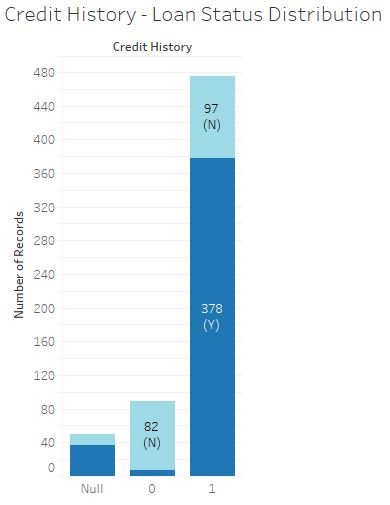 Credit History - Loan Status Distribution
Credit History
480
440
400
360
320
280
240
200
160
120
80
40
0
Number of Records
97
(N)
378
(Y)
82
(N)
Null
0
1